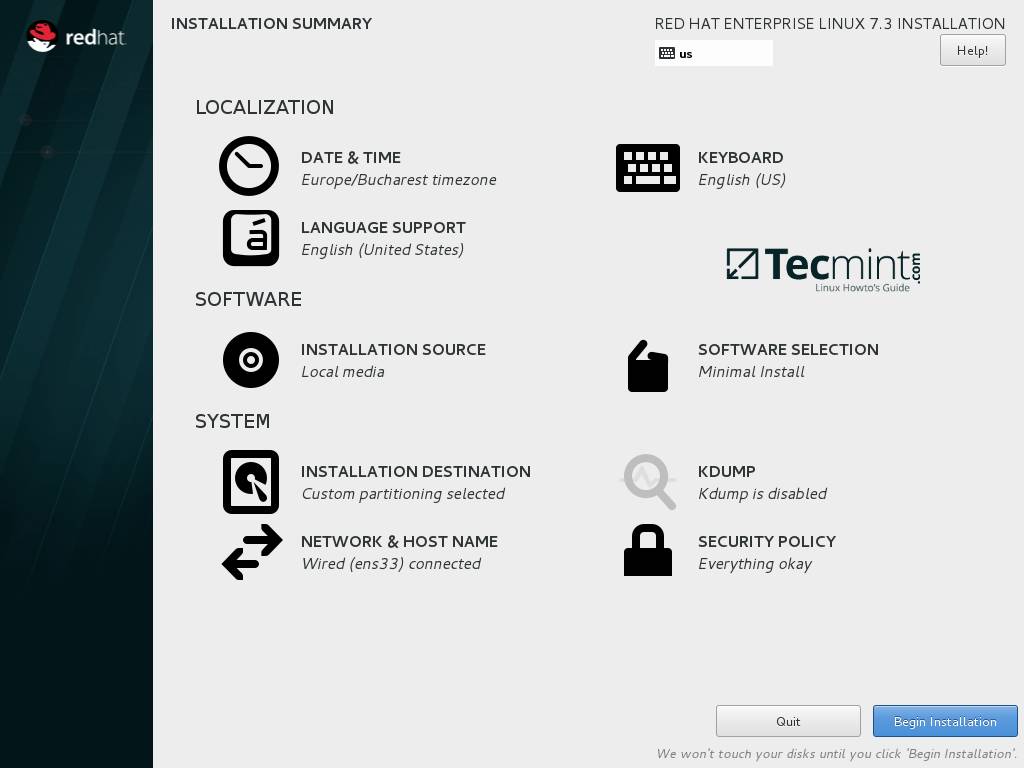 redhat.
INSTALLATION SUMMARY
RED HAT ENTERPRISE LINUX 7.3 INSTALLATION
us
Help!
LOCALIZATION
DATE & TIME
Europe/Bucharest timezone
KEYBOARD
English (US)
LANGUAGE SUPPORT
English (United States)
Tecmint.com
Linux Howto's Guide
SOFTWARE
INSTALLATION SOURCE
Local media
SOFTWARE SELECTION
Minimal Install
SYSTEM
INSTALLATION DESTINATION
Custom partitioning selected
KDUMP
Kdump is disabled
NETWORK & HOST NAME
Wired (ens33) connected
SECURITY POLICY
Everything okay
Quit
Begin Installation
We won't touch your disks until you click 'Begin Installation'.